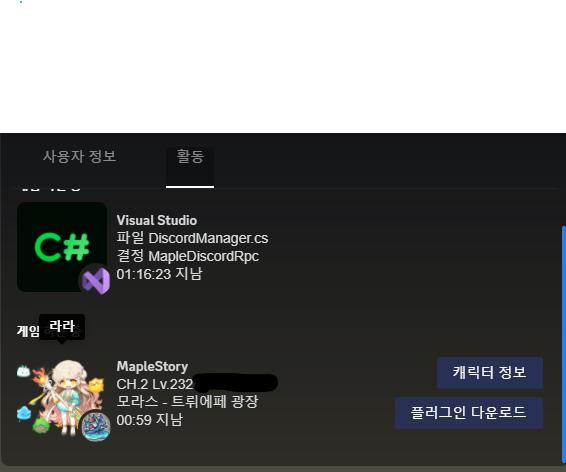 사용자 정보
활동
C#
Visual Studio
파일 DiscordManager.cs
결정 MapleDiscordRpc
01:16:23 지남
게임
라라
MapleStory
CH.2 Lv.232
모라스 - 트뤼에페 광장
00:59 지남
캐릭터 정보
플러그인 다운로드